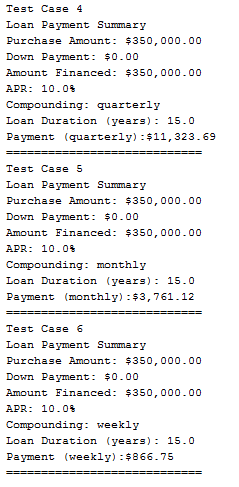 Test Case 4
Loan Payment Summary
Purchase Amount: $350,000.00
Down Payment: $0.00
Amount Financed: $350,000.00
APR: 10.0%
Compounding: quarterly
Loan Duration (years): 15.0
Payment (quarterly):$11,323.69
============================
Test Case 5
Loan Payment Summary
Purchase Amount: $350,000.00
Down Payment: $0.00
Amount Financed: $350,000.00
APR: 10.0%
Compounding: monthly
Loan Duration (years): 15.0
Payment (monthly):$3,761.12
============================
Test Case 6
Loan Payment Summary
Purchase Amount: $350,000.00
Down Payment: $0.00
Amount Financed: $350,000.00
APR: 10.0%
Compounding: weekly
Loan Duration (years): 15.0
Payment (weekly):$866.75
============================